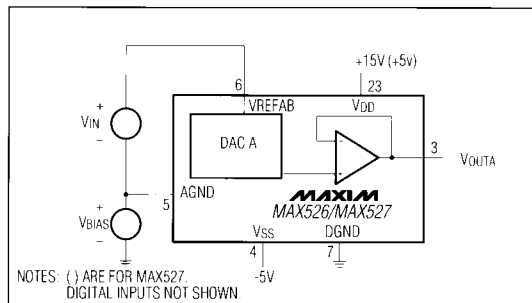 +15V (+5v)
6
23
VREFAB
VDD
+
VIN
-
DAC A
-
+
3
VOUTA
AGND
5
MAXIM
MAX526/MAX527
+
VBIAS
-
VSS
DGND
4
7
-5V
NOTES: ( ) ARE FOR MAX527.
DIGITAL INPUTS NOT SHOWN.